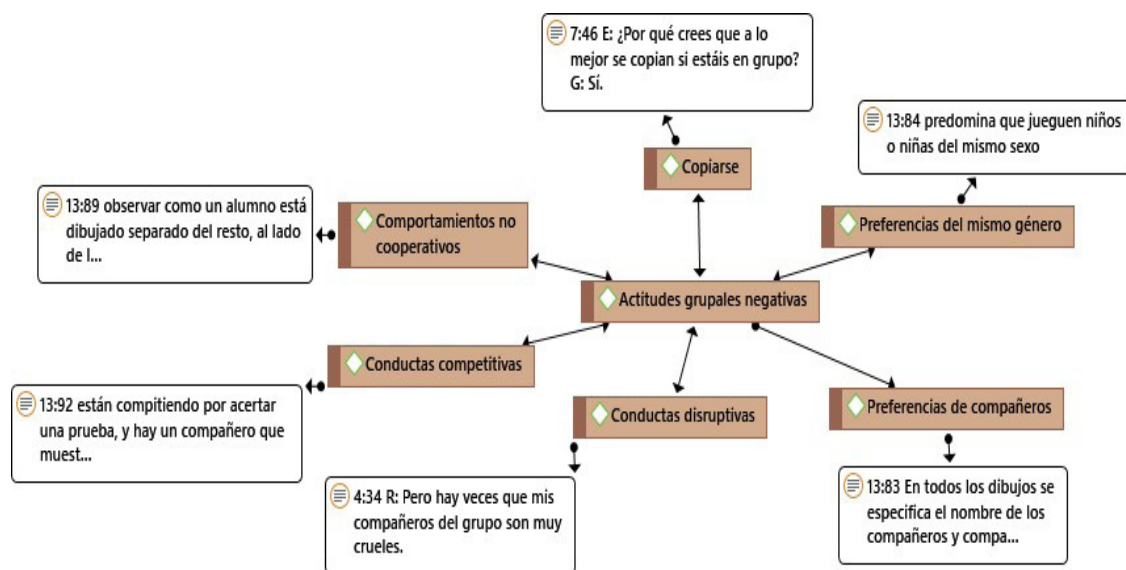 7:46 E: ¿Por qué crees que a lo
mejor se copian si estáis en grupo?
G: Sí.
13:84 predomina que jueguen niños
o niñas del mismo sexo
Copiarse
13:89 observar como un alumno está
dibujado separado del resto, al lado
de l...
Comportamientos no
cooperativos
Preferencias del mismo género
Actitudes grupales negativas
Conductas competitivas
13:92 están compitiendo por acertar
una prueba, y hay un compañero que
muest...
Conductas disruptivas
Preferencias de compañeros
4:34 R: Pero hay veces que mis
compañeros del grupo son muy
crueles.
13:83 En todos los dibujos se
especifica el nombre de los
compañeros y compa...